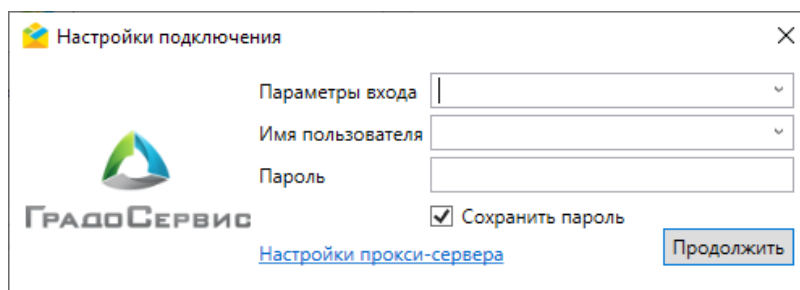 Настройки подключения
Параметры входа
Имя пользователя
Пароль
ГрадоСервис
Сохранить пароль
Настройки прокси-сервера
Продолжить